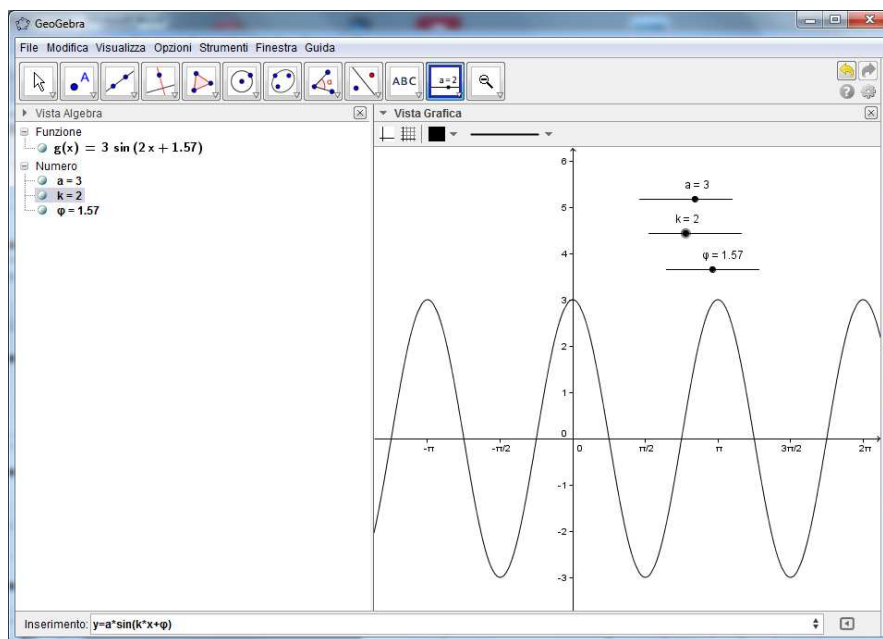 GeoGebra
File Modifica Visualizza Opzioni Strumenti Finestra Guida
A
ABC
a = 2
Vista Algebra
Funzione
g(x) = 3 sin (2 x + 1.57)
Numero
a = 3
k = 2
φ = 1.57
Vista Grafica
a = 3
k = 2
φ = 1.57
6
5
4
3
2
1
0
-1
-2
-3
-π
-π/2
0
π/2
π
3π/2
2π
Inserimento: y=a*sin(k*x+φ)